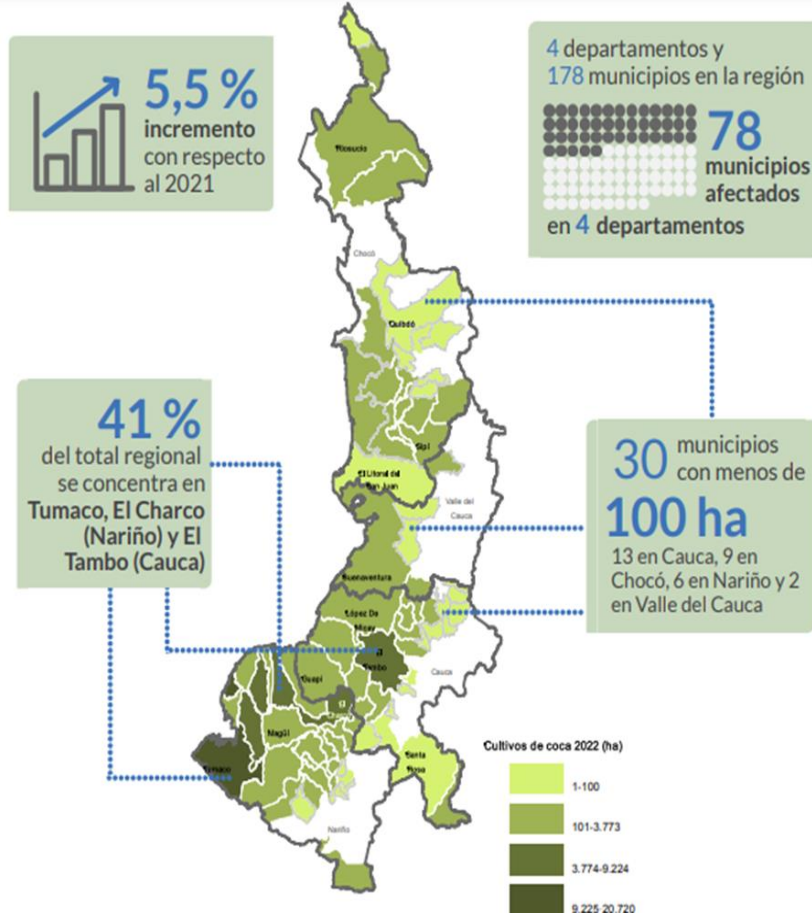 5,5 %
incremento
con respecto
al 2021
4 departamentos y
178 municipios en la región
78
municipios
afectados
en 4 departamentos
Riosucio
Chocó
Quibdó
Sipí
El Litoral del
San Juan
Valle del
Cauca
Buenaventura
López De
Micay
Tambo
Guapi
Cauca
Magüí
Tumaco
Santa
Rosa
Nariño
41 %
del total regional
se concentra en
Tumaco, El Charco
(Nariño) y El
Tambo (Cauca)
30 municipios
con menos de
100 ha
13 en Cauca, 9 en
Chocó, 6 en Nariño y 2
en Valle del Cauca
Cultivos de coca 2022 (ha)
1-100
101-3.773
3.774-9.224
9.225-20.720